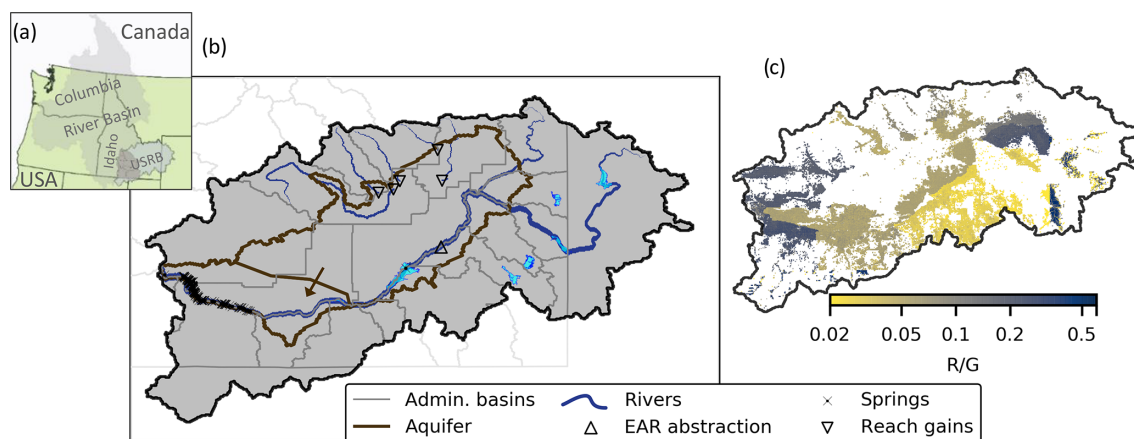 (a)
Canada
Columbia
River Basin
Idaho
USRB
USA
(b)
(c)
0.02 0.05 0.1 0.2 0.5
R/G
Admin. basins Rivers Springs
Aquifer EAR abstraction Reach gains